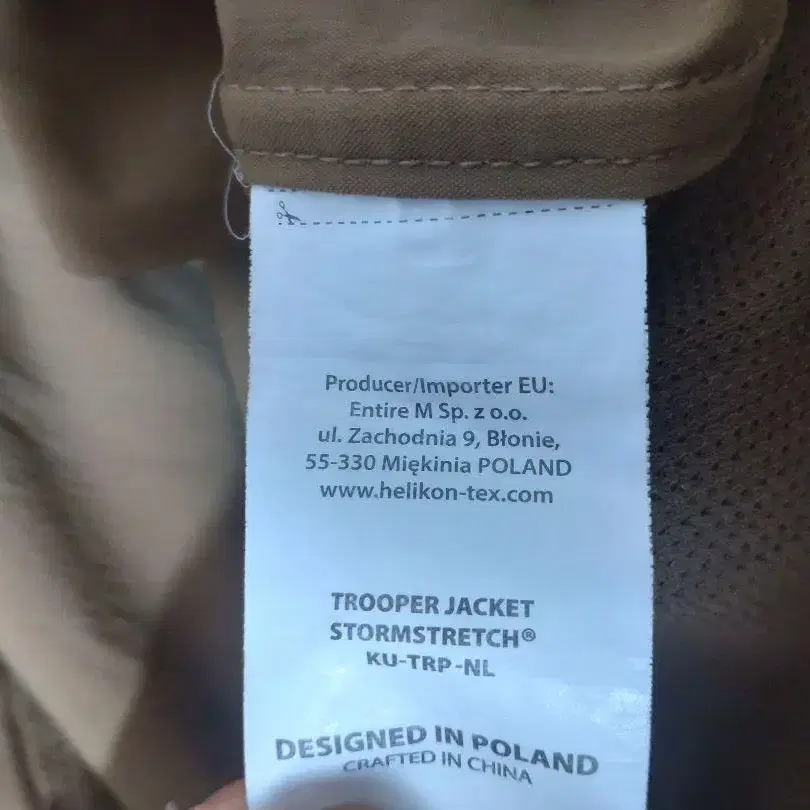 Producer/Importer EU:
Entire M Sp. z o.o.
ul. Zachodnia 9, Błonie,
55-330 Miękinia POLAND
www.helikon-tex.com
TROOPER JACKET
STORMSTRETCH®
KU-TRP-NL
DESIGNED IN POLAND
CRAFTED IN CHINA